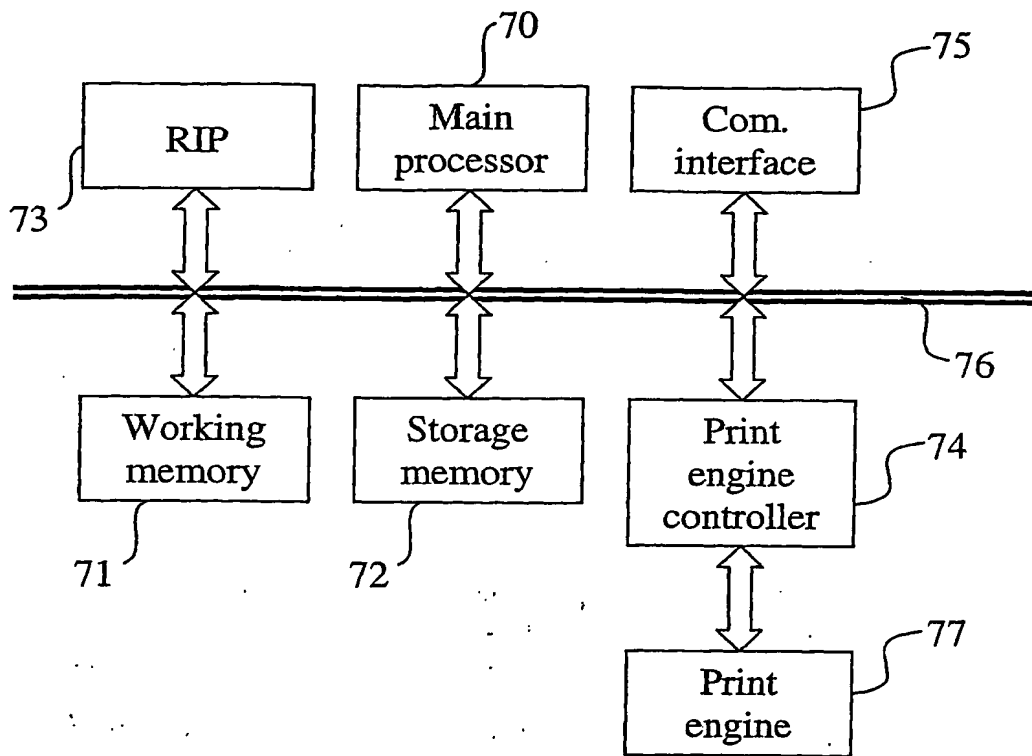 70
75
RIP
Main
processor
Com.
interface
73
76
Working
memory
Storage
memory
Print
engine
controller
74
71
72
77
Print
engine